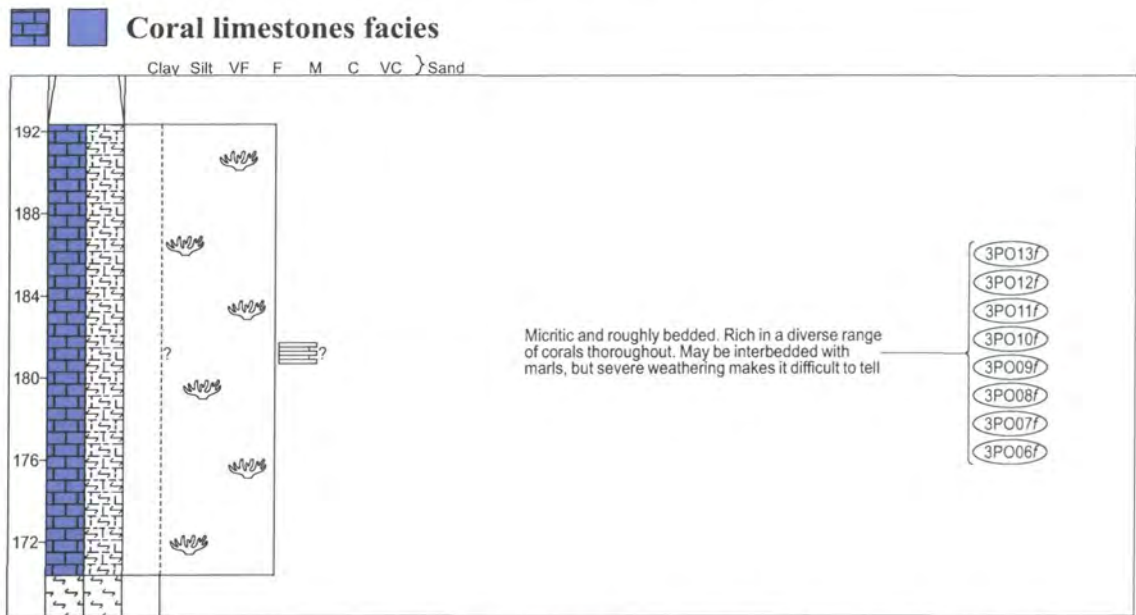 Coral limestones facies
Clay Silt VF F M C VC }Sand
192
188
184
180
176
172
?
?
Micritic and roughly bedded. Rich in a diverse range
of corals thoroughout. May be interbedded with
marls, but severe weathering makes it difficult to tell
3PO13f
3PO12f
3PO11f
3PO10f
3PO09f
3PO08f
3PO07f
3PO06f